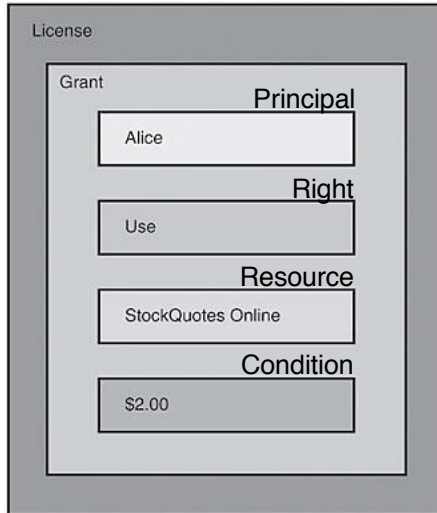 License
Grant
Principal
Alice
Right
Use
Resource
StockQuotes Online
Condition
$2.00